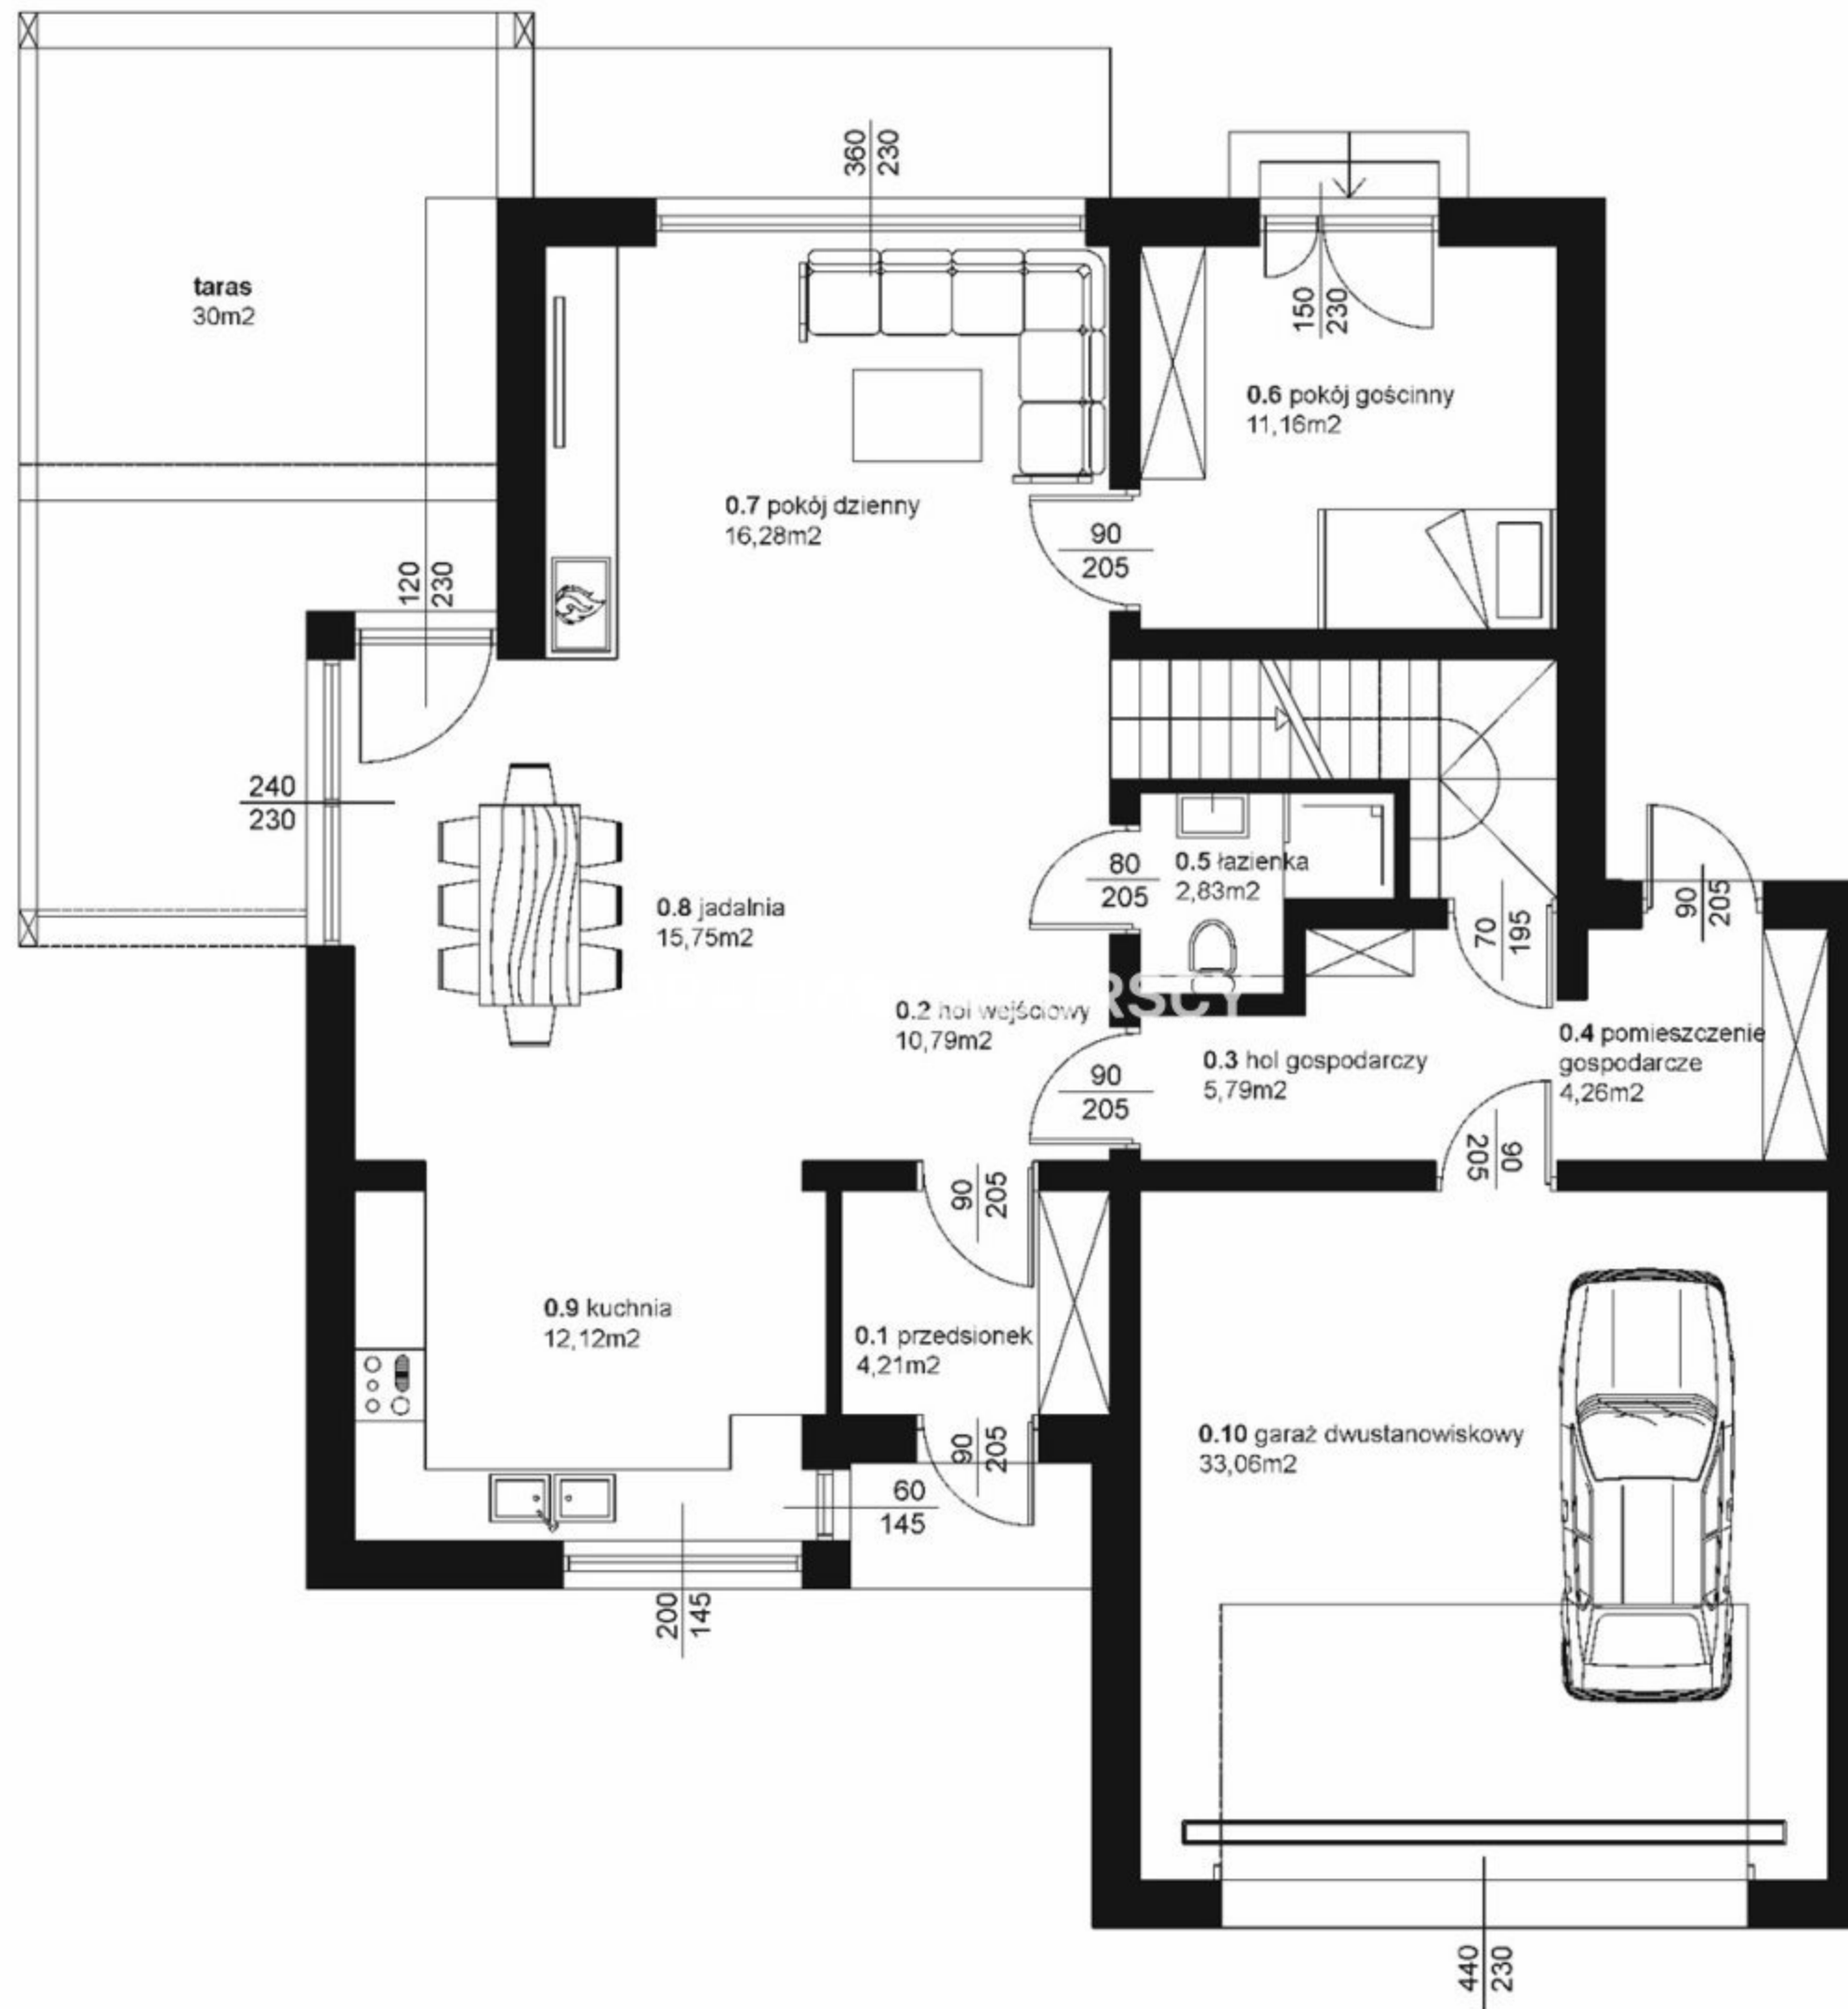 360
230
taras
30m2
150
230
0.6 pokój gościnny
11,16m2
0.7 pokój dzienny
16,28m2
90
205
120
230
240
230
80
205
0.5 łazienka
2,83m2
90
205
0.8 jadalnia
15,75m2
70
195
0.2 hol wejściowy
10,79m2
RSCY
0.4 pomieszczenie
gospodarcze
4,26m2
0.3 hol gospodarczy
5,79m2
90
205
90
205
90
205
0.9 kuchnia
12,12m2
0.1 przedsionek
4,21m2
0.10 garaż dwustanowiskowy
33,06m2
90
205
60
145
200
145
440
230